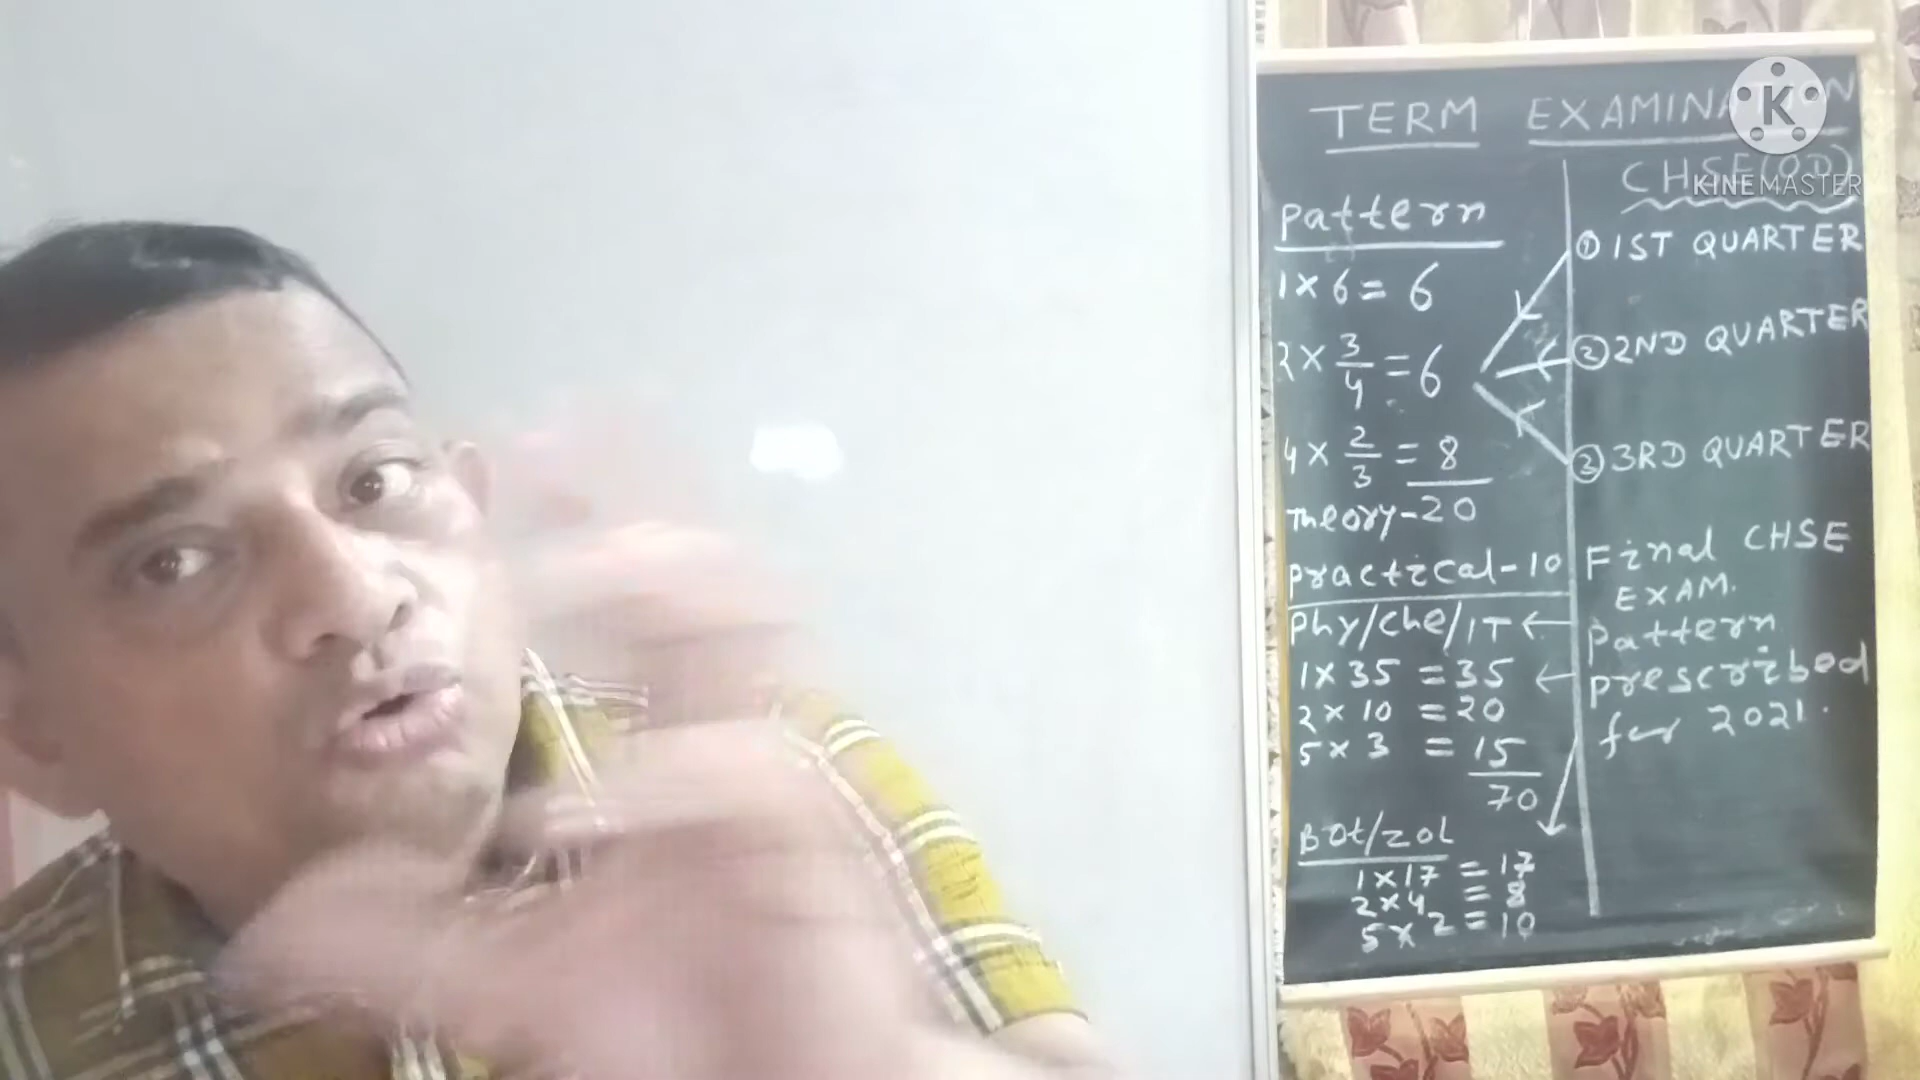 TERM EXAMINATION
CHSE(OD)
Pattern
1 × 6 = 6
2 × 3/4 = 6
4 × 2/3 = 8
20
Theory-20
Practical-10
Phy/Che/IT
1 × 35 = 35
2 × 10 = 20
5 × 3 = 15
70
BOt/ZOL
1 × 17 = 17
2 × 4 = 8
5 × 2 = 10
① 1ST QUARTER
② 2ND QUARTER
③ 3RD QUARTER
Final CHSE
EXAM.
Pattern
Prescribed
for 2021.
K
KINEMASTER